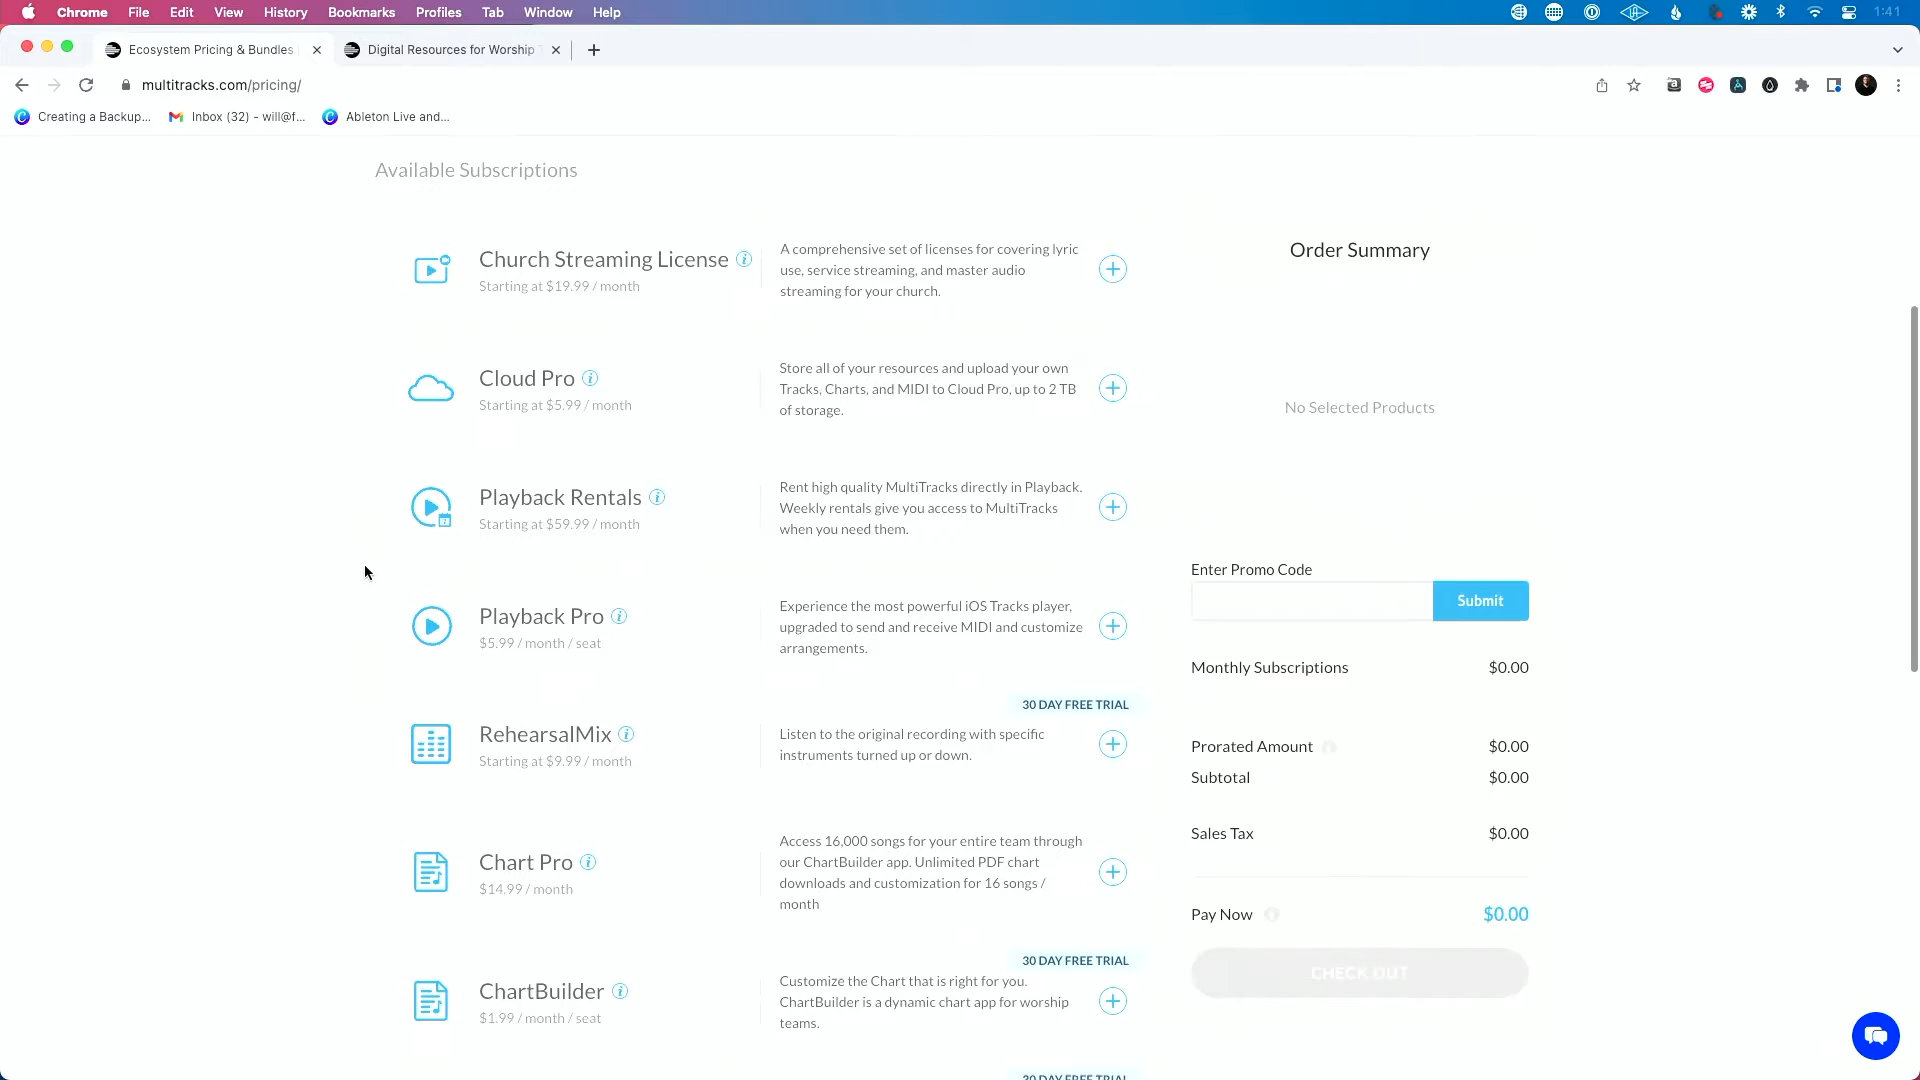 Chrome File Edit View History Bookmarks Profiles Tab Window Help 1:41
Ecosystem Pricing & Bundles
Digital Resources for Worship
multitracks.com/pricing/
Creating a Backup...
Inbox (32) - will@f...
Ableton Live and...
Available Subscriptions
Church Streaming License
Starting at $19.99 / month
A comprehensive set of licenses for covering lyric
use, service streaming, and master audio
streaming for your church.
Cloud Pro
Starting at $5.99 / month
Store all of your resources and upload your own
Tracks, Charts, and MIDI to Cloud Pro, up to 2 TB
of storage.
Playback Rentals
Starting at $59.99 / month
Rent high quality MultiTracks directly in Playback.
Weekly rentals give you access to MultiTracks
when you need them.
Playback Pro
$5.99 / month / seat
Experience the most powerful iOS Tracks player,
upgraded to send and receive MIDI and customize
arrangements.
30 DAY FREE TRIAL
RehearsalMix
Starting at $9.99 / month
Listen to the original recording with specific
instruments turned up or down.
Chart Pro
$14.99 / month
Access 16,000 songs for your entire team through
our ChartBuilder app. Unlimited PDF chart
downloads and customization for 16 songs /
month
30 DAY FREE TRIAL
ChartBuilder
$1.99 / month / seat
Customize the Chart that is right for you.
ChartBuilder is a dynamic chart app for worship
teams.
30 DAY FREE TRIAL
Order Summary
No Selected Products
Enter Promo Code
Submit
Monthly Subscriptions $0.00
Prorated Amount $0.00
Subtotal $0.00
Sales Tax $0.00
Pay Now $0.00
CHECK OUT